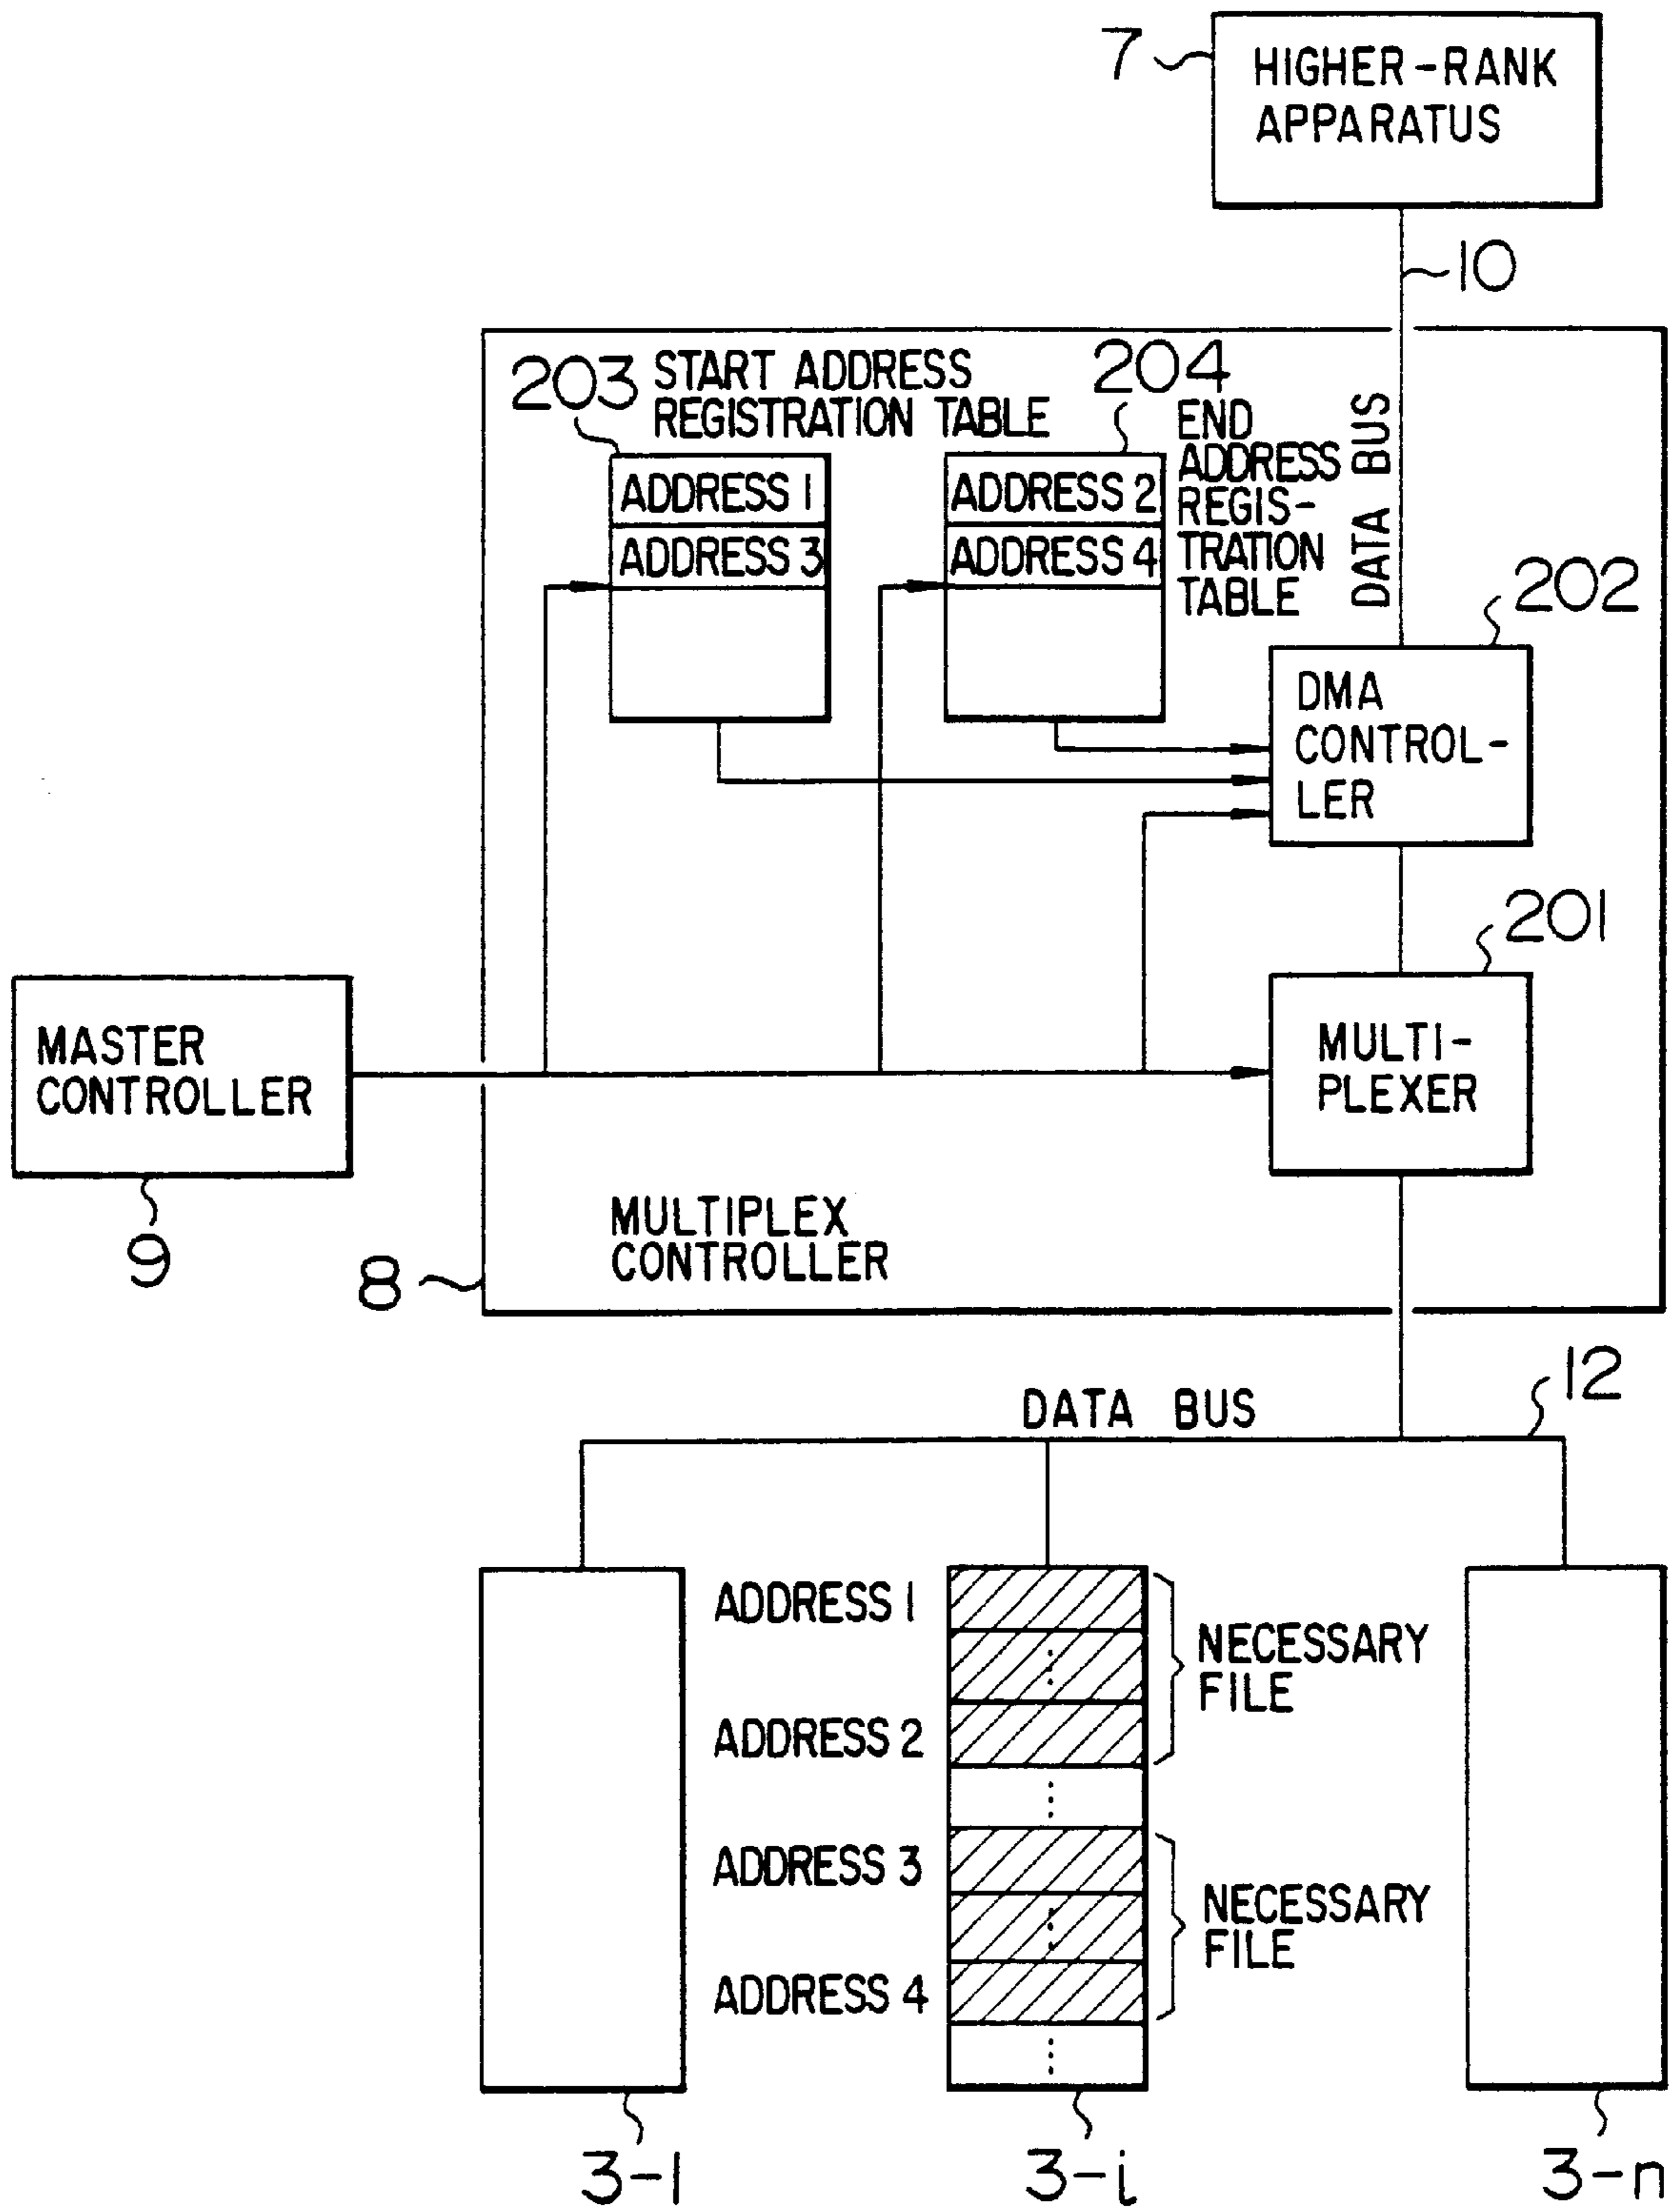 7
HIGHER-RANK
APPARATUS
10
203
START ADDRESS
REGISTRATION TABLE
204
END
ADDRESS
REGIS-
TRATION
TABLE
DATA BUS
ADDRESS 1
ADDRESS 3
ADDRESS 2
ADDRESS 4
202
DMA
CONTROL-
LER
201
MULTI-
PLEXER
MASTER
CONTROLLER
9
MULTIPLEX
CONTROLLER
8
12
DATA BUS
ADDRESS 1
NECESSARY
FILE
ADDRESS 2
ADDRESS 3
NECESSARY
FILE
ADDRESS 4
3-1
3-i
3-n